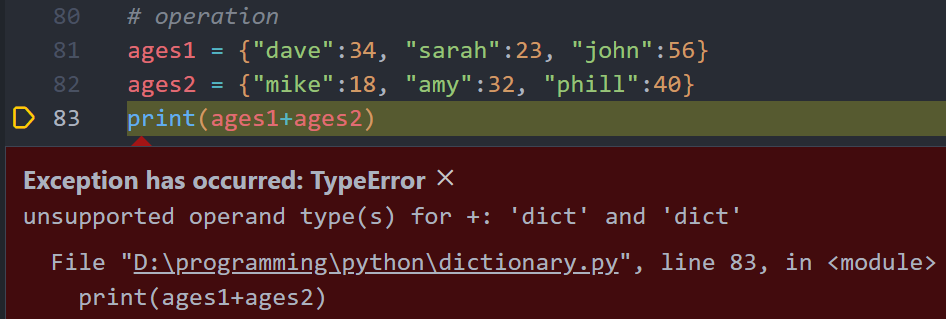 80 # operation
81 ages1 = {"dave":34, "sarah":23, "john":56}
82 ages2 = {"mike":18, "amy":32, "phill":40}
83 print(ages1+ages2)
Exception has occurred: TypeError ×
unsupported operand type(s) for +: 'dict' and 'dict'
File "D:\programming\python\dictionary.py", line 83, in <module>
print(ages1+ages2)